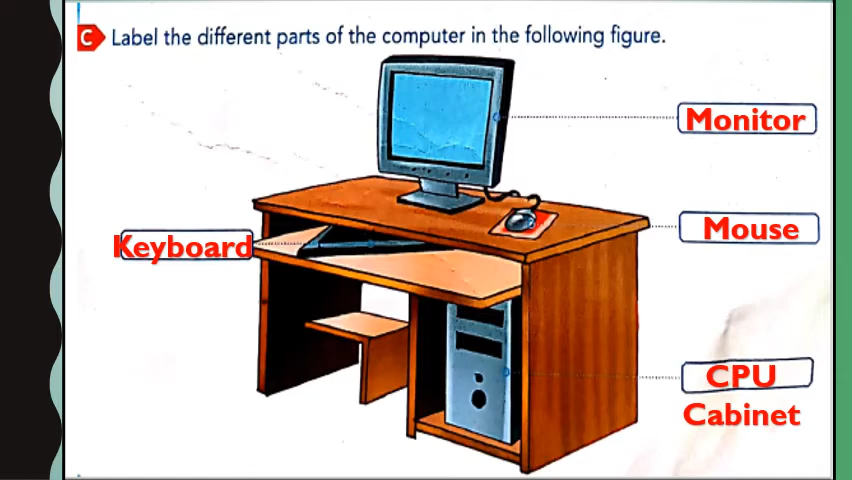 C Label the different parts of the computer in the following figure.
Monitor
Mouse
Keyboard
CPU
Cabinet